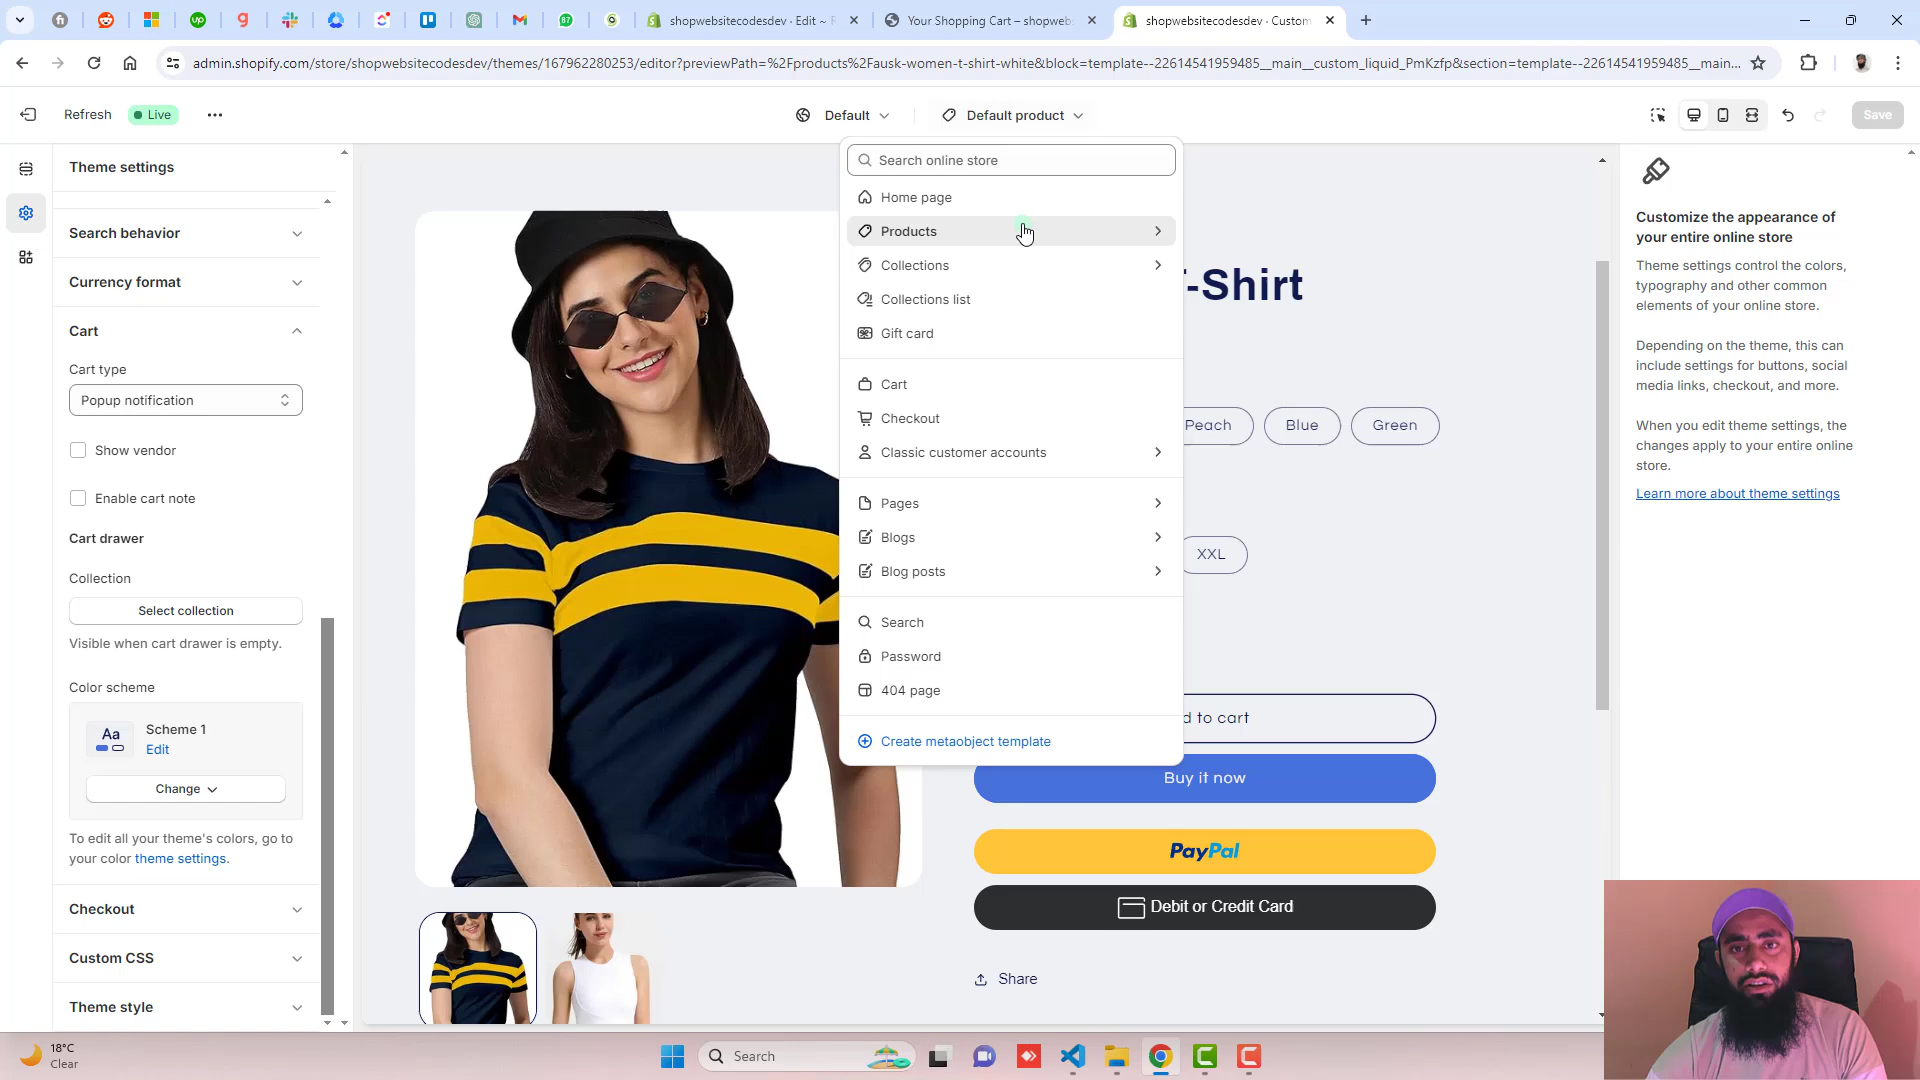 shopwebsitecodesdev · Edit ~
Your Shopping Cart – shopwebs
shopwebsitecodesdev · Custom
admin.shopify.com/store/shopwebsitecodesdev/themes/167962280253/editor?previewPath=%2Fproducts%2Fausk-women-t-shirt-white&block=template--22614541959485__main__custom_liquid_PmKzfp&section=template--22614541959485__main...
Refresh
Live
Default
Default product
Save
Theme settings
Search behavior
Currency format
Cart
Cart type
Popup notification
Show vendor
Enable cart note
Cart drawer
Collection
Select collection
Visible when cart drawer is empty.
Color scheme
Aa
Scheme 1
Edit
Change
To edit all your theme's colors, go to
your color theme settings.
Checkout
Custom CSS
Theme style
Search online store
Home page
Products
Collections
Collections list
Gift card
Cart
Checkout
Classic customer accounts
Pages
Blogs
Blog posts
Search
Password
404 page
Create metaobject template
T-Shirt
Peach
Blue
Green
XXL
d to cart
Buy it now
PayPal
Debit or Credit Card
Share
Customize the appearance of
your entire online store
Theme settings control the colors,
typography and other common
elements of your online store.
Depending on the theme, this can
include settings for buttons, social
media links, checkout, and more.
When you edit theme settings, the
changes apply to your entire online
store.
Learn more about theme settings
18°C
Clear
Search